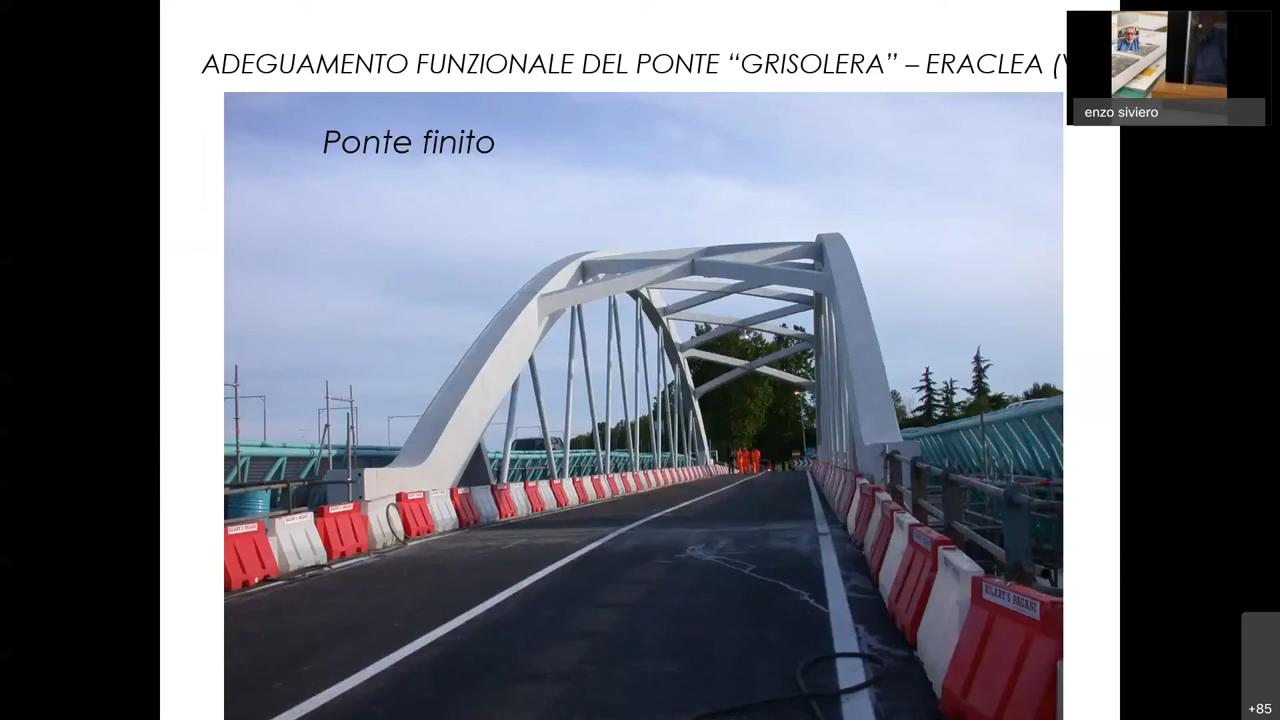 ADEGUAMENTO FUNZIONALE DEL PONTE “GRISOLERA” – ERACLEA (
enzo siviero
Ponte finito
+85